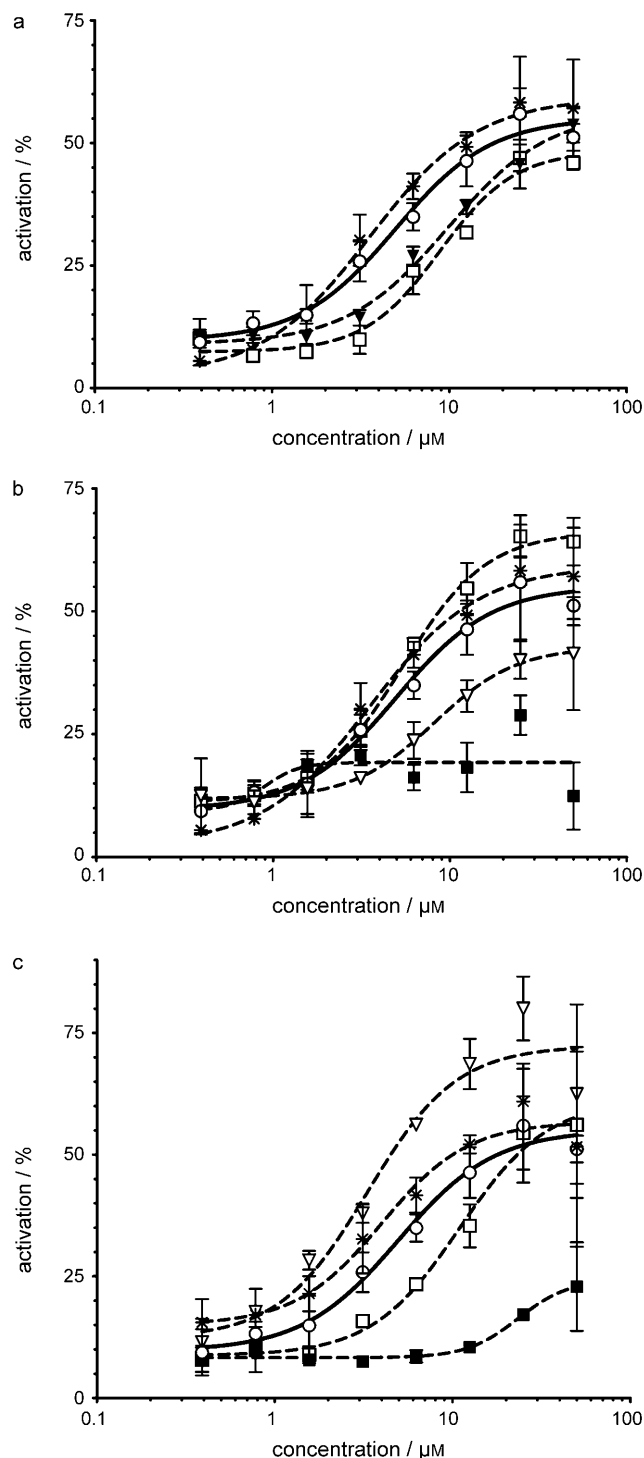 a
75
50
25
0
activation / %
0.1 1 10 100
concentration / µM
b
75
50
25
0
activation / %
0.1 1 10 100
concentration / µM
c
75
50
25
0
activation / %
0.1 1 10 100
concentration / µM